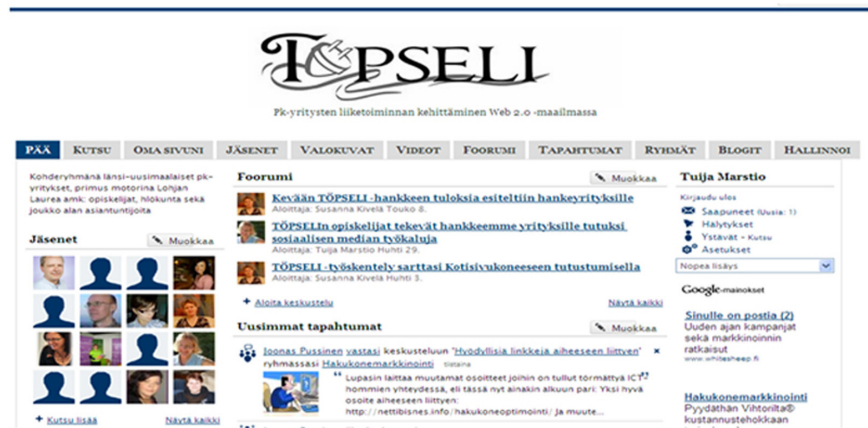 TÖPSELI
Pk-yritysten liiketoiminnan kehittäminen Web 2.0 -maailmassa
PÄÄ KUTSU OMA SIVUNI JÄSENET VALOKUVAT VIDEOT FOORUMI TAPAHTUMAT RYHMÄT BLOGIT HALLINNOI
Kohderyhmänä länsi-uusimaalaiset pk-
yritykset, primus motorina Lohjan
Laurea amk: opiskelijat, hlökunta sekä
joukko alan asiantuntijoita
Jäsenet Muokkaa
+ Kutsu lisää Näytä kaikki
Foorumi Muokkaa
Kevään TÖPSELI -hankkeen tuloksia esiteltiin hankeyrityksille
Aloittaja: Susanna Kivelä Touko 8.
TÖPSELIn opiskelijat tekevät hankkeemme yrityksille tutuksi
sosiaalisen median työkaluja
Aloittaja: Tuija Marstio Huhti 29.
TÖPSELI -työskentely sarttasi Kotisivukoneeseen tutustumisella
Aloittaja: Susanna Kivelä Huhti 3.
+ Aloita keskustelu Näytä kaikki
Uusimmat tapahtumat Muokkaa
Joonas Pussinen vastasi keskusteluun "Hyödyllisiä linkkejä aiheeseen liittyen"
ryhmässäsi Hakukonemarkkinointi tiistaina
" Lupasin laittaa muutamat osoitteet joihin on tullut törmättyä ICT-
hommien yhteydessä, eli tässä nyt ainakin alkuun pari: Yksi hyvä
osoite aiheeseen liittyen:
http://nettibisnes.info/hakukoneoptimointi/ Ja muute...
Tuija Marstio
Kirjaudu ulos
Saapuneet (Uusia: 1)
Hälytykset
Ystävät - Kutsu
Asetukset
Nopea lisäys
Google-mainokset
Sinulle on postia (2)
Uuden ajan kampanjat
sekä markkinoinnin
ratkaisut
www.whitesheep.fi
Hakukonemarkkinointi
Pyydäthän Vihtorilta®
kustannustehokkaan